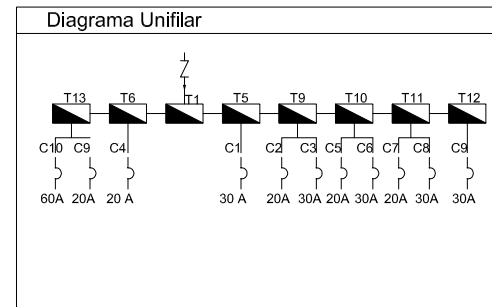 Diagrama Unifilar
T13 T6 T1 T5 T9 T10 T11 T12
C10 C9 C4 C1 C2 C3 C5 C6 C7 C8 C9
60A 20A 20 A 30 A 20A 30A 20A 30A 20A 30A 30A